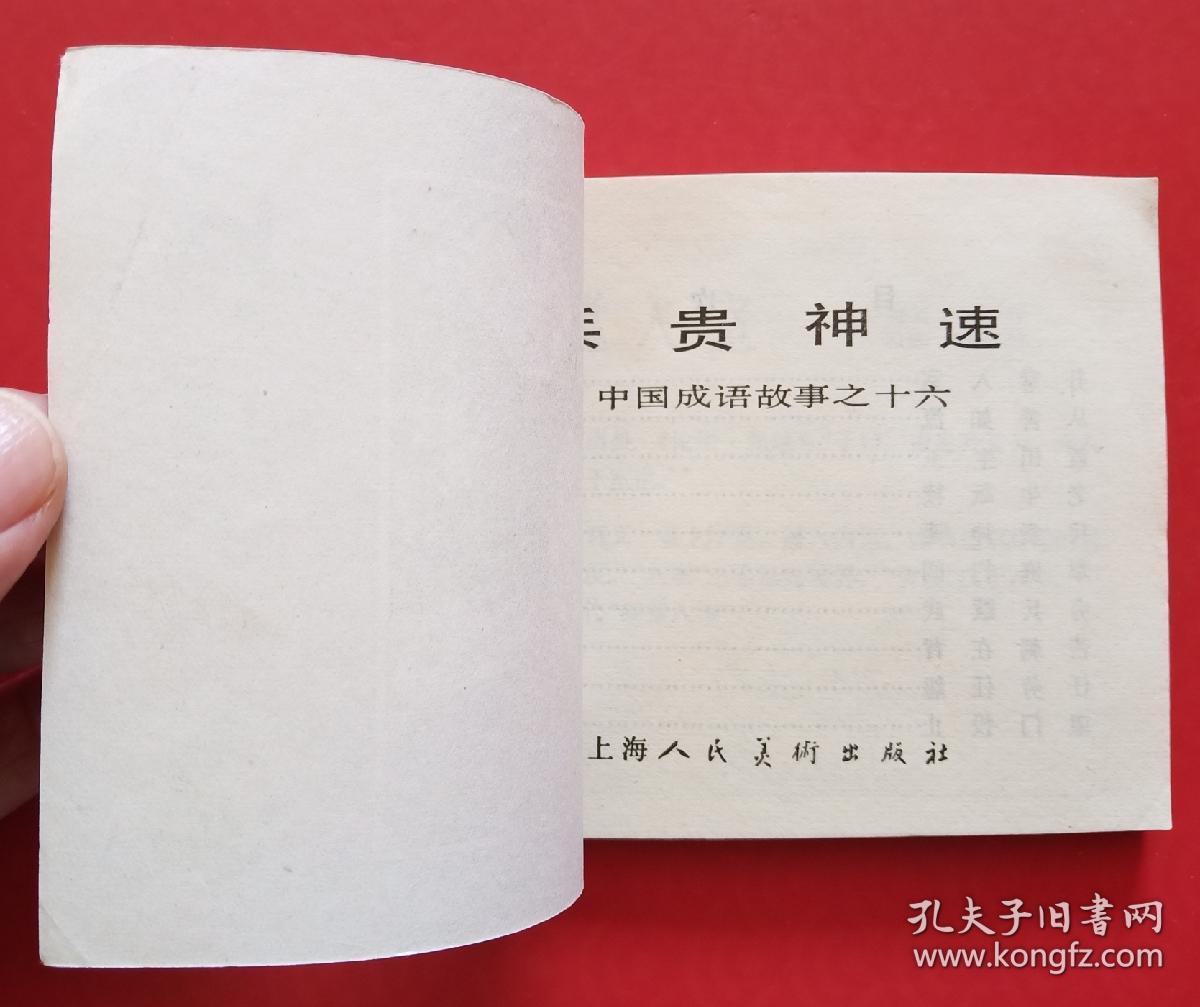 兵贵神速
中国成语故事之十六
上海人民美術出版社
孔夫子旧书网
www.kongfz.com